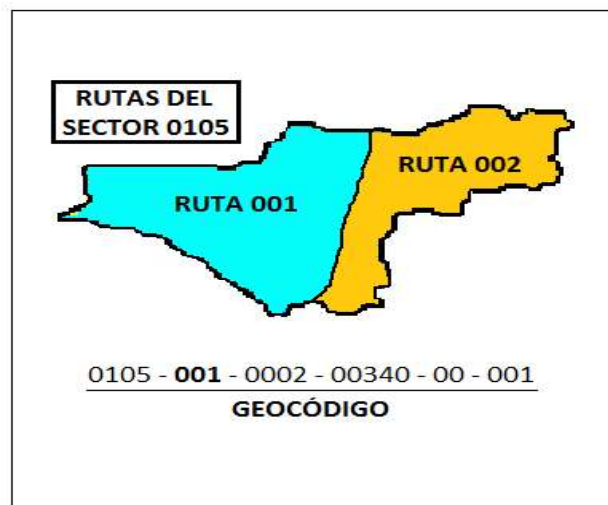 RUTAS DEL
SECTOR 0105
RUTA 002
RUTA 001
0105 - 001 - 0002 - 00340 - 00 - 001
GEOCÓDIGO